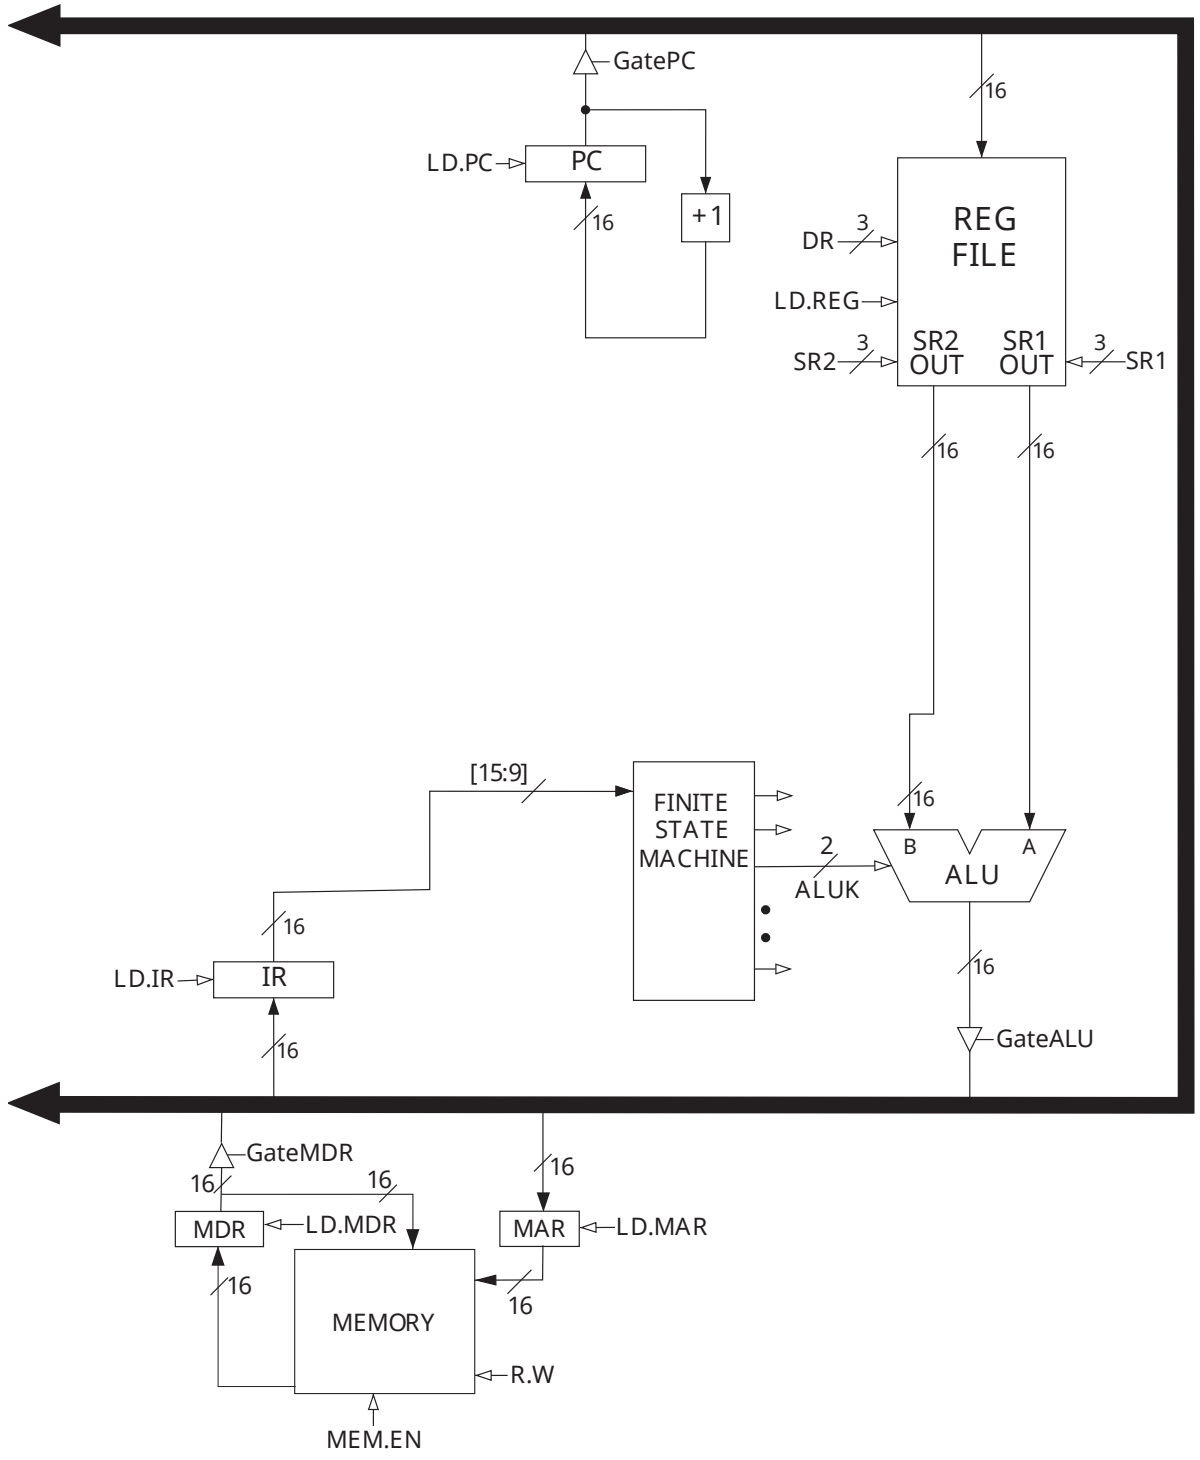 GatePC
16
LD.PC
PC
+1
16
REG
FILE
3
DR
LD.REG
3
SR2
SR2
OUT
SR1
OUT
3
SR1
16
16
[15:9]
FINITE
STATE
MACHINE
2
ALUK
16
B
A
ALU
16
LD.IR
IR
16
16
GateALU
GateMDR
16
16
16
MDR
LD.MDR
MAR
LD.MAR
16
16
MEMORY
R.W
MEM.EN